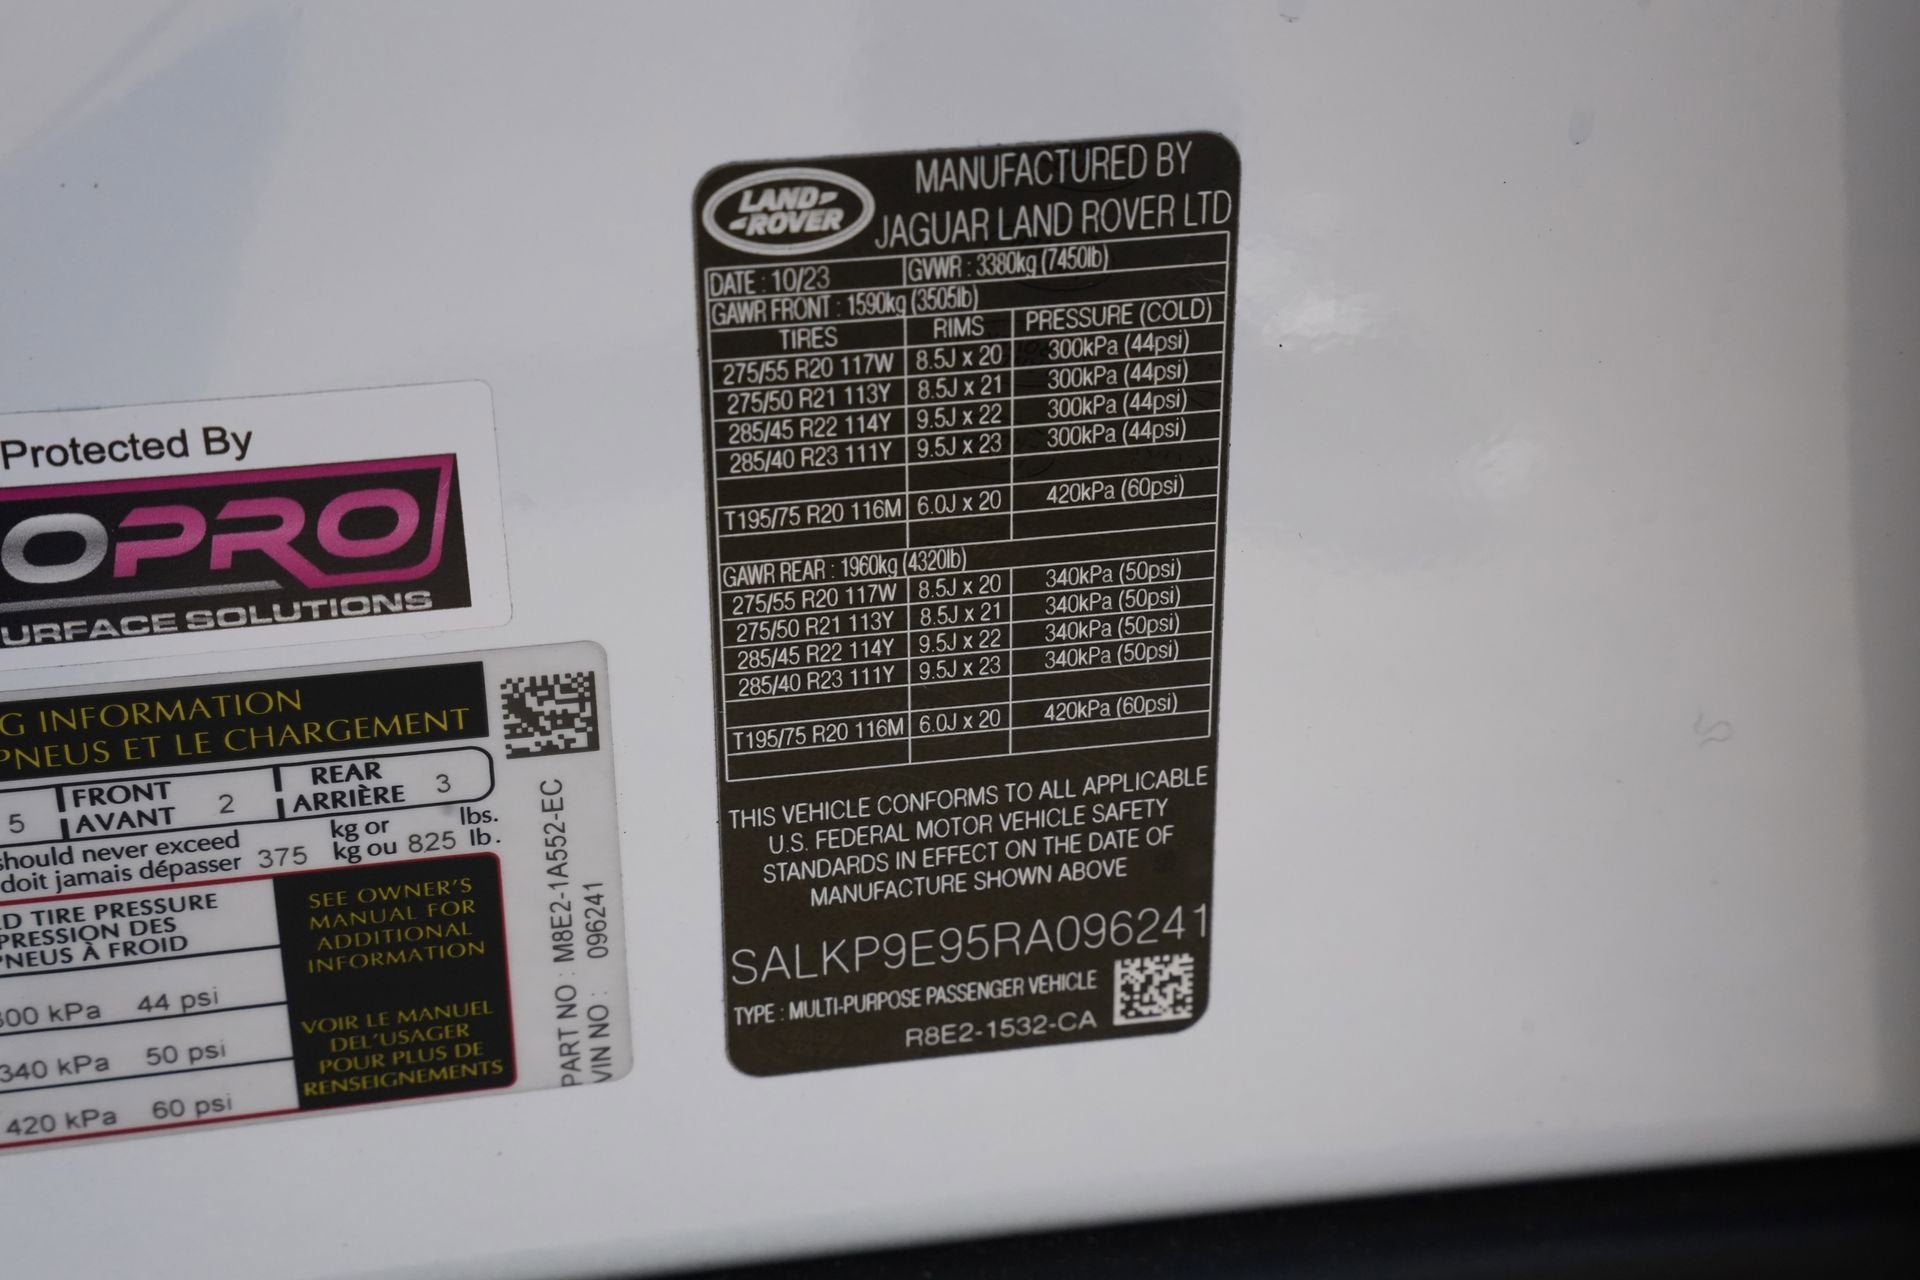 LAND
ROVER
MANUFACTURED BY
JAGUAR LAND ROVER LTD
DATE : 10/23 GVWR : 3380kg (7450lb)
GAWR FRONT : 1590kg (3505lb)
TIRES RIMS PRESSURE (COLD)
275/55 R20 117W 8.5J x 20 300kPa (44psi)
275/50 R21 113Y 8.5J x 21 300kPa (44psi)
285/45 R22 114Y 9.5J x 22 300kPa (44psi)
285/40 R23 111Y 9.5J x 23 300kPa (44psi)
T195/75 R20 116M 6.0J x 20 420kPa (60psi)
GAWR REAR : 1960kg (4320lb)
275/55 R20 117W 8.5J x 20 340kPa (50psi)
275/50 R21 113Y 8.5J x 21 340kPa (50psi)
285/45 R22 114Y 9.5J x 22 340kPa (50psi)
285/40 R23 111Y 9.5J x 23 340kPa (50psi)
T195/75 R20 116M 6.0J x 20 420kPa (60psi)
THIS VEHICLE CONFORMS TO ALL APPLICABLE
U.S. FEDERAL MOTOR VEHICLE SAFETY
STANDARDS IN EFFECT ON THE DATE OF
MANUFACTURE SHOWN ABOVE
SALKP9E95RA096241
TYPE : MULTI-PURPOSE PASSENGER VEHICLE
R8E2-1532-CA
Protected By
OPRO
URFACE SOLUTIONS
G INFORMATION
PNEUS ET LE CHARGEMENT
5 FRONT AVANT 2 REAR ARRIÈRE 3
should never exceed kg or lbs.
doit jamais dépasser 375 kg ou 825 lb.
D TIRE PRESSURE
PRESSION DES
PNEUS À FROID
300 kPa 44 psi
340 kPa 50 psi
420 kPa 60 psi
SEE OWNER'S
MANUAL FOR
ADDITIONAL
INFORMATION
VOIR LE MANUEL
DEL'USAGER
POUR PLUS DE
RENSEIGNEMENTS
PART NO : M8E2-1A552-EC
VIN NO : 096241